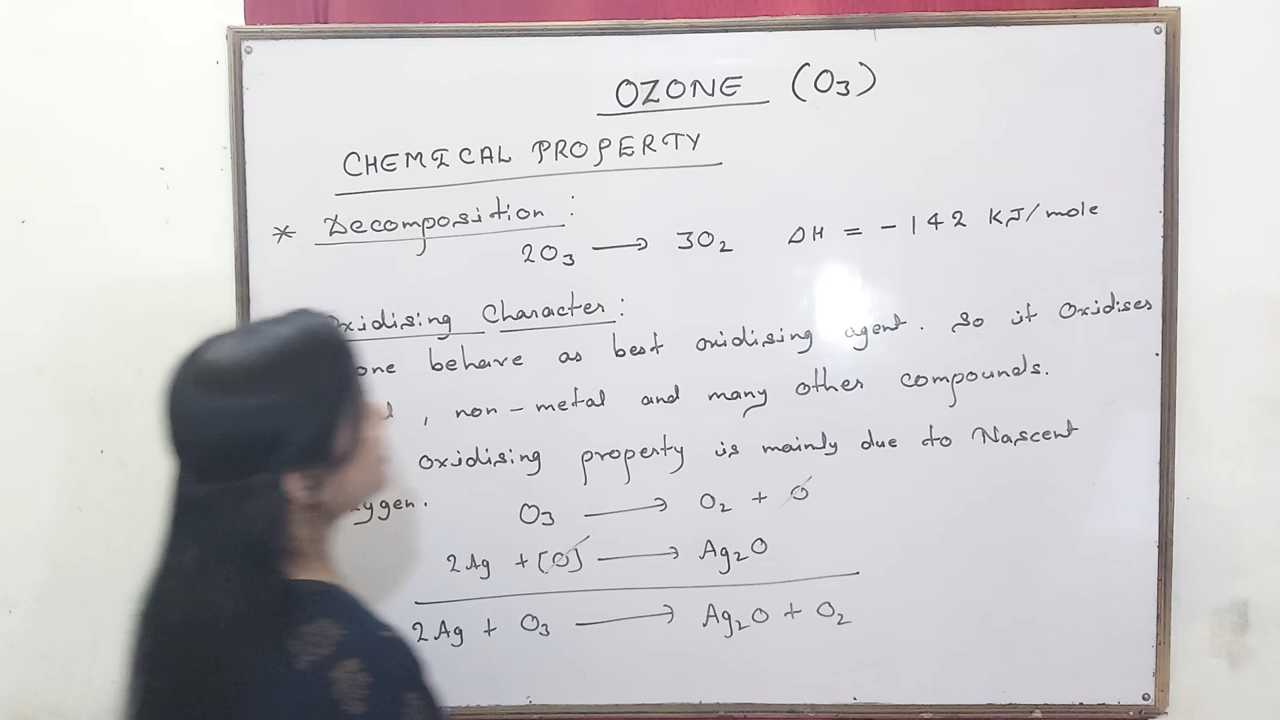 OZONE (O3)
CHEMICAL PROPERTY
* Decomposition :
2O3 ⟶ 3O2 ΔH = -142 KJ/mole
Oxidising Character :
behave as best oxidising agent. So it Oxidises
, non-metal and many other compounds.
oxidising property is mainly due to Nascent
O3 ⟶ O2 + O
2Ag + [O] ⟶ Ag2O
2Ag + O3 ⟶ Ag2O + O2